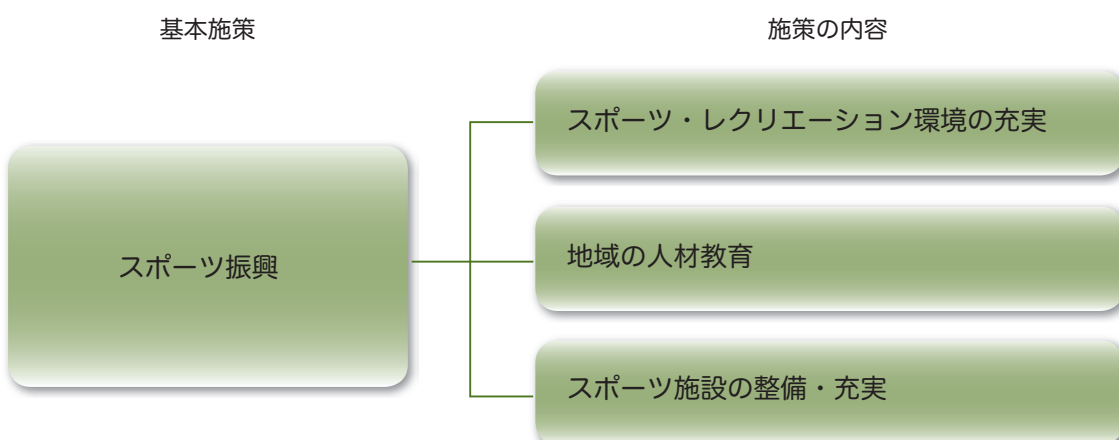 基本施策
施策の内容
スポーツ・レクリエーション環境の充実
スポーツ振興
地域の人材教育
スポーツ施設の整備・充実